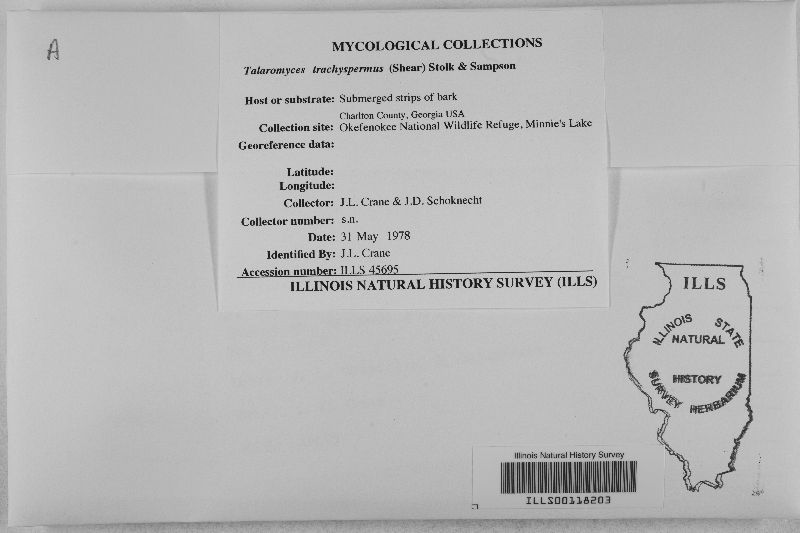 A
MYCOLOGICAL COLLECTIONS
Talaromyces trachyspermus (Shear) Stolk & Sampson
Host or substrate: Submerged strips of bark
Charlton County, Georgia USA
Collection site: Okefenokee National Wildlife Refuge, Minnie's Lake
Georeference data:
Latitude:
Longitude:
Collector: J.L. Crane & J.D. Schoknecht
Collector number: s.n.
Date: 31 May 1978
Identified By: J.L. Crane
Accession number: ILLS 45695
ILLINOIS NATURAL HISTORY SURVEY (ILLS)
ILLS
ILLINOIS STATE
NATURAL
HISTORY
SURVEY HERBARIUM
Illinois Natural History Survey
ILLS00118203